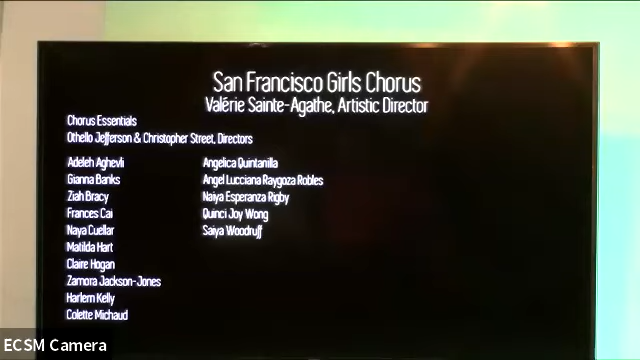 San Francisco Girls Chorus
Valérie Sainte-Agathe, Artistic Director
Chorus Essentials
Othello Jefferson & Christopher Street, Directors
Adeleh Aghevli
Gianna Banks
Ziah Bracy
Frances Cai
Naya Cuellar
Matilda Hart
Claire Hogan
Zamora Jackson-Jones
Harlem Kelly
Colette Michaud
Angelica Quintanilla
Angel Lucciana Raygoza Robles
Naiya Esperanza Rigby
Quinci Joy Wong
Saiya Woodruff
ECSM Camera